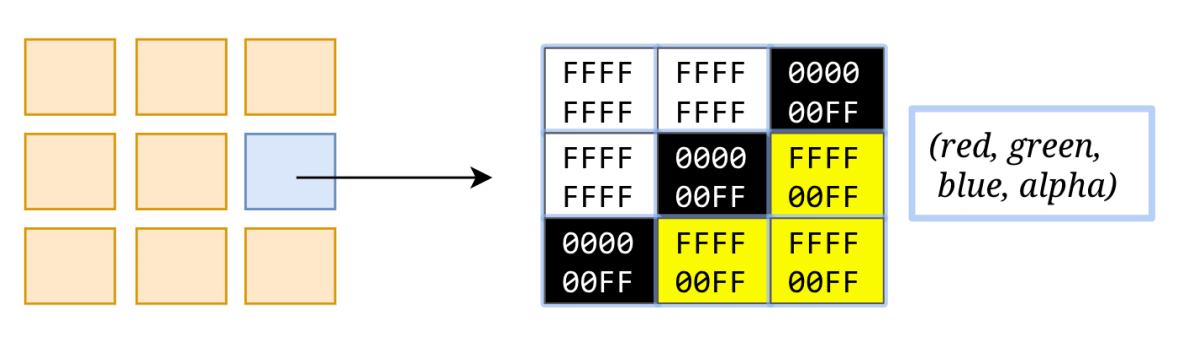 FFFF FFFF 0000
FFFF FFFF 00FF
FFFF 0000 FFFF
FFFF 00FF 00FF
0000 FFFF FFFF
00FF 00FF 00FF
(red, green,
blue, alpha)